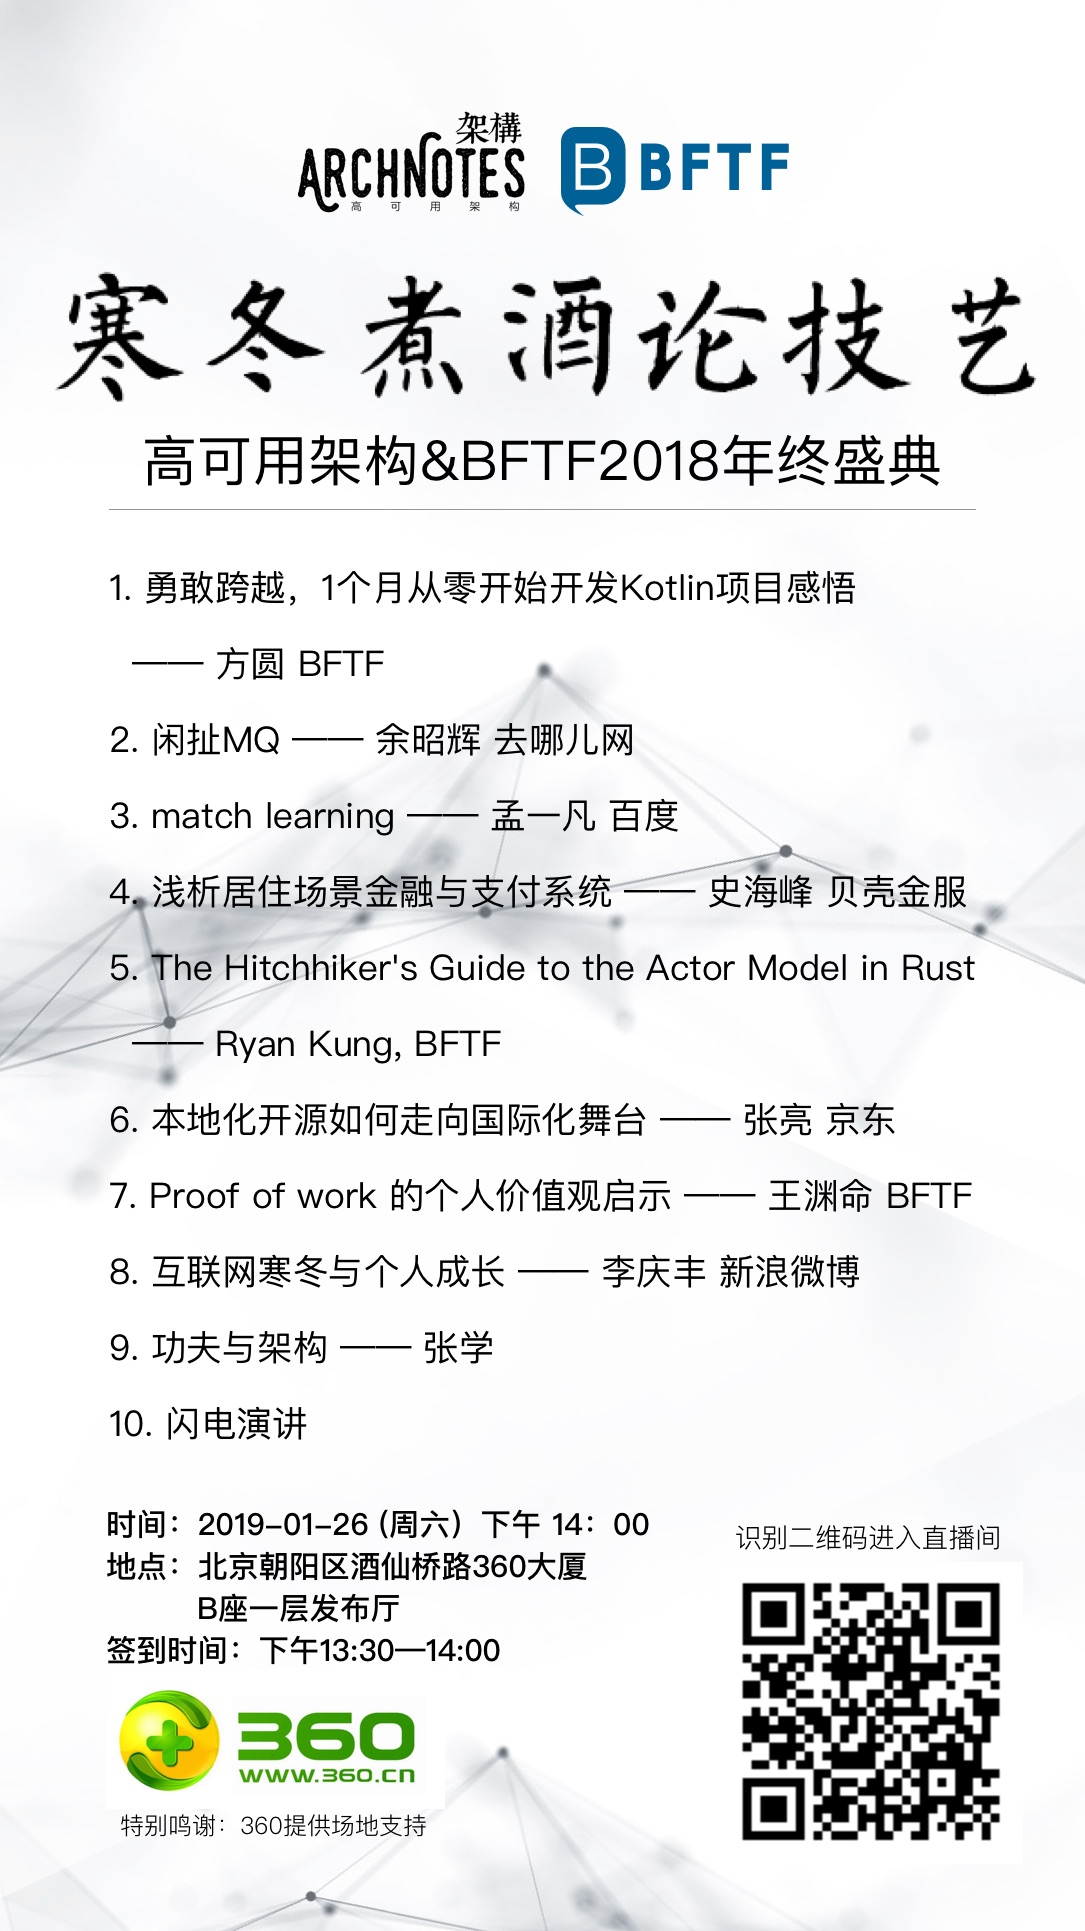 架構
ARCHNOTES
高可用架构
B BFTF
寒冬煮酒论技艺
高可用架构&BFTF2018年终盛典
1. 勇敢跨越，1个月从零开始开发Kotlin项目感悟
—— 方圆 BFTF
2. 闲扯MQ —— 余昭辉 去哪儿网
3. match learning —— 孟一凡 百度
4. 浅析居住场景金融与支付系统 —— 史海峰 贝壳金服
5. The Hitchhiker's Guide to the Actor Model in Rust
—— Ryan Kung, BFTF
6. 本地化开源如何走向国际化舞台 —— 张亮 京东
7. Proof of work 的个人价值观启示 —— 王渊命 BFTF
8. 互联网寒冬与个人成长 —— 李庆丰 新浪微博
9. 功夫与架构 —— 张学
10. 闪电演讲
时间：2019-01-26 (周六）下午 14：00
地点：北京朝阳区酒仙桥路360大厦
B座一层发布厅
签到时间：下午13:30—14:00
识别二维码进入直播间
360
www.360.cn
特别鸣谢：360提供场地支持